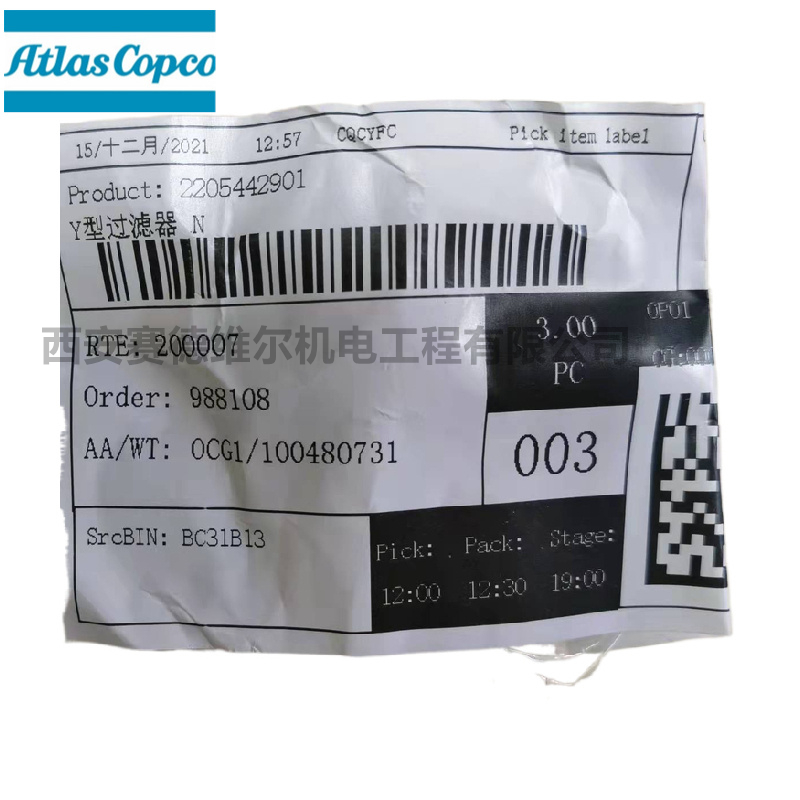 Atlas Copco
15/十二月/2021 12:57 CQCYFC Pick item label
Product: 2205442901
Y型过滤器 N
西安赛德维尔机电工程有限公司
RTE: 200007
3.00
PC
OP01
Order: 988108
AA/WT: OCG1/100480731
003
SrcBIN: BC31B13
Pick: Pack: Stage:
12:00 12:30 19:00